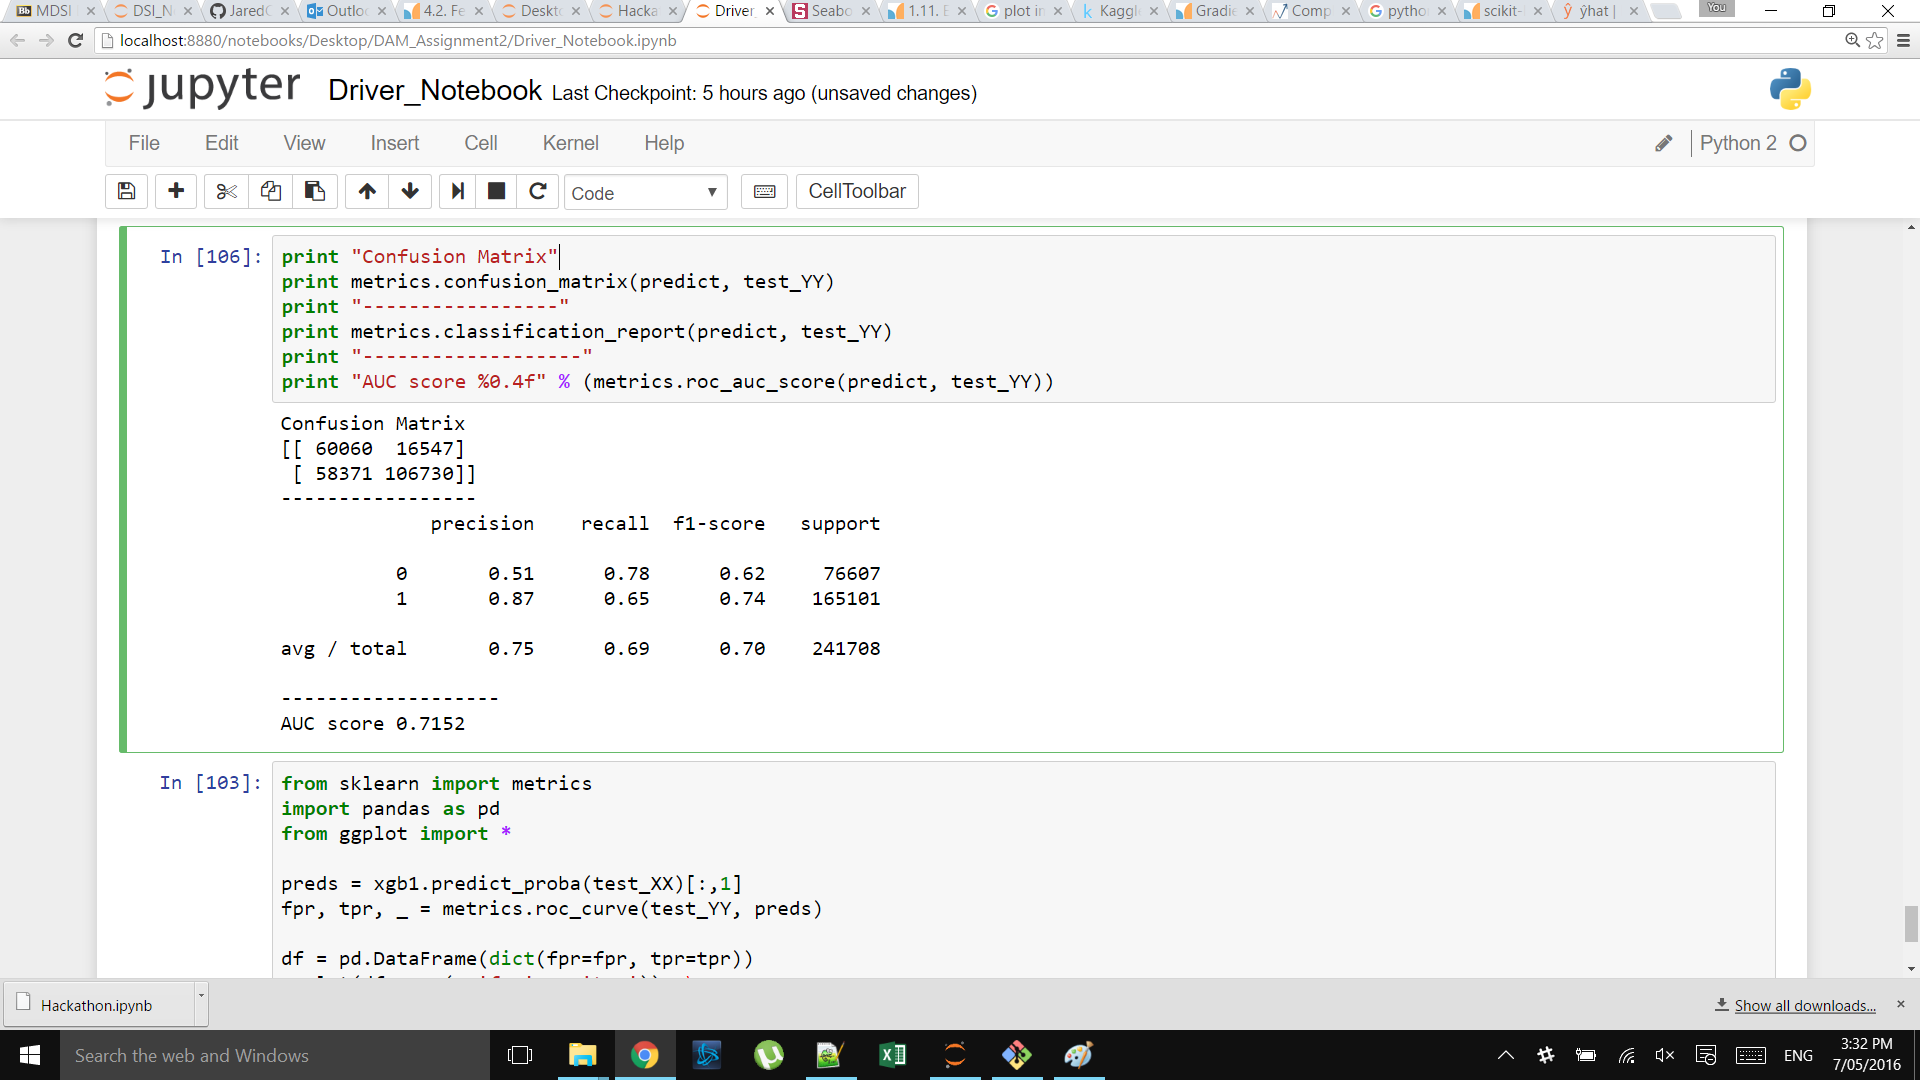 MDSI
DSI_N
JaredC
Outloo
4.2. Fe
Deskto
Hacka
Driver_
Seabo
1.11. E
plot in
Kaggl
Gradie
Comp
pytho
scikit-
ŷhat |
You
localhost:8880/notebooks/Desktop/DAM_Assignment2/Driver_Notebook.ipynb
jupyter Driver_Notebook Last Checkpoint: 5 hours ago (unsaved changes)
File Edit View Insert Cell Kernel Help Python 2
Code CellToolbar
In [106]: print "Confusion Matrix"
print metrics.confusion_matrix(predict, test_YY)
print "-----------------"
print metrics.classification_report(predict, test_YY)
print "-------------------"
print "AUC score %0.4f" % (metrics.roc_auc_score(predict, test_YY))
Confusion Matrix
[[ 60060 16547]
[ 58371 106730]]
-----------------
precision recall f1-score support
0 0.51 0.78 0.62 76607
1 0.87 0.65 0.74 165101
avg / total 0.75 0.69 0.70 241708
-------------------
AUC score 0.7152
In [103]: from sklearn import metrics
import pandas as pd
from ggplot import *
preds = xgb1.predict_proba(test_XX)[:,1]
fpr, tpr, _ = metrics.roc_curve(test_YY, preds)
df = pd.DataFrame(dict(fpr=fpr, tpr=tpr))
Hackathon.ipynb
Show all downloads...
Search the web and Windows
ENG
3:32 PM
7/05/2016